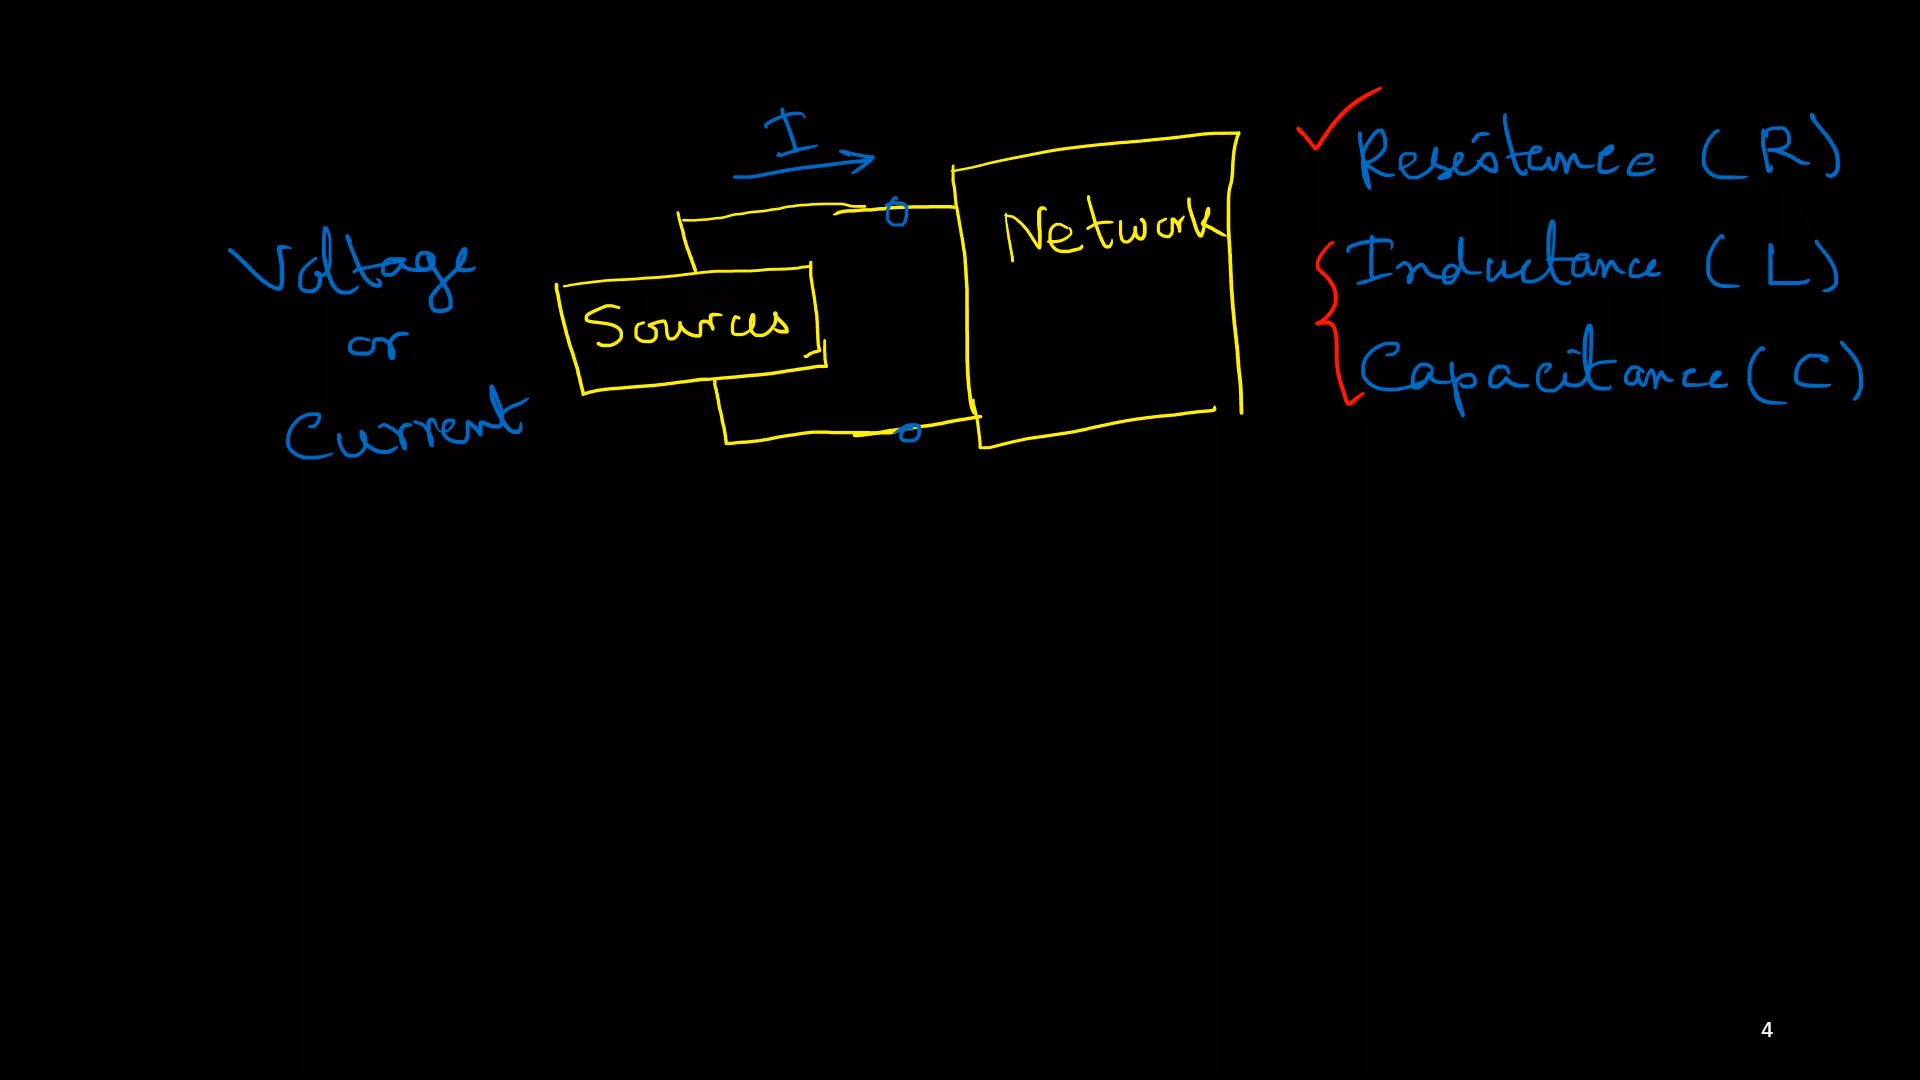 I
Voltage
or
Current
Sources
Network
Resistance (R)
Inductance (L)
Capacitance (C)
4